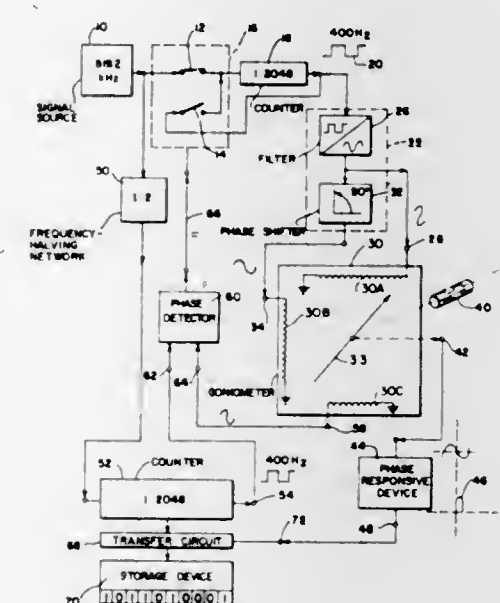 10
12
16
18
400HZ
8192
kHz
1:2048
20
SIGNAL
SOURCE
COUNTER
14
26
FILTER
22
50
90°
32
1:2
PHASE SHIFTER
66
30
28
FREQUENCY-
HALVING
NETWORK
60
PHASE
DETECTOR
30A
34
30B
40
62
64
GONIOMETER
33
42
30C
58
44
400HZ
52
COUNTER
PHASE
RESPONSIVE
DEVICE
46
1:2048
54
72
48
68
TRANSFER CIRCUIT
STORAGE DEVICE
70
1011010001